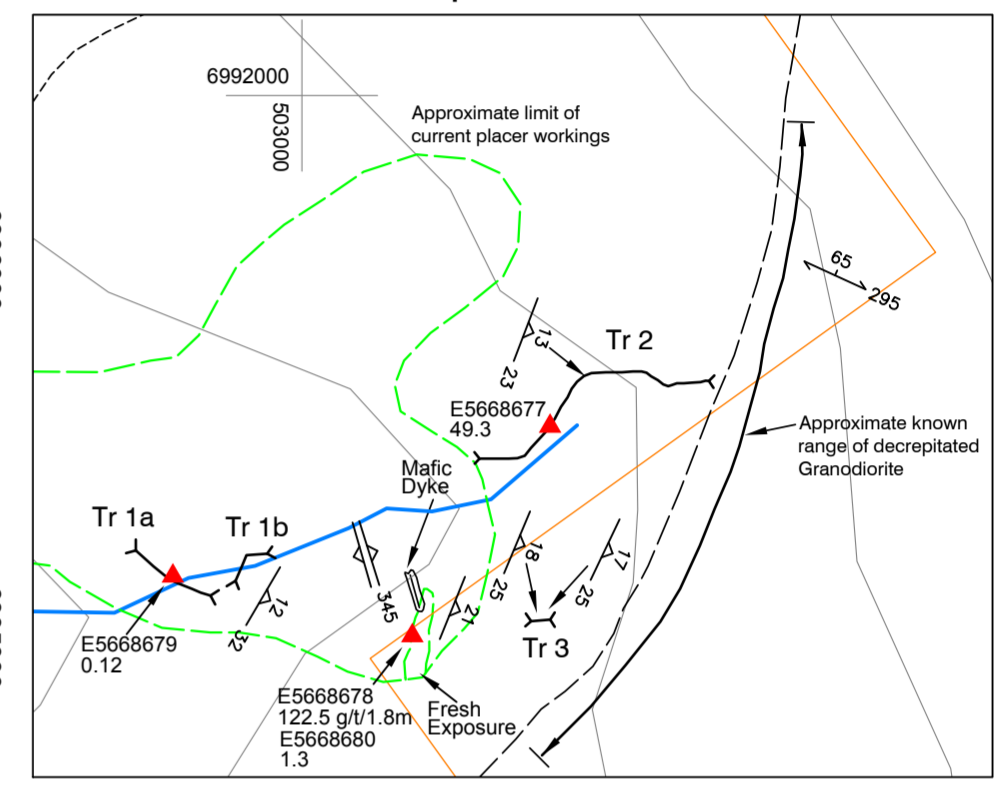 6992000
503000
Approximate limit of
current placer workings
65
295
13
23
Tr 2
E5668677
49.3
Approximate known
range of decrepitated
Granodiorite
Mafic
Dyke
Tr 1a
Tr 1b
345
18
25
17
25
12
32
21
Tr 3
E5668679
0.12
E5668678
122.5 g/t/1.8m
E5668680
1.3
Fresh
Exposure